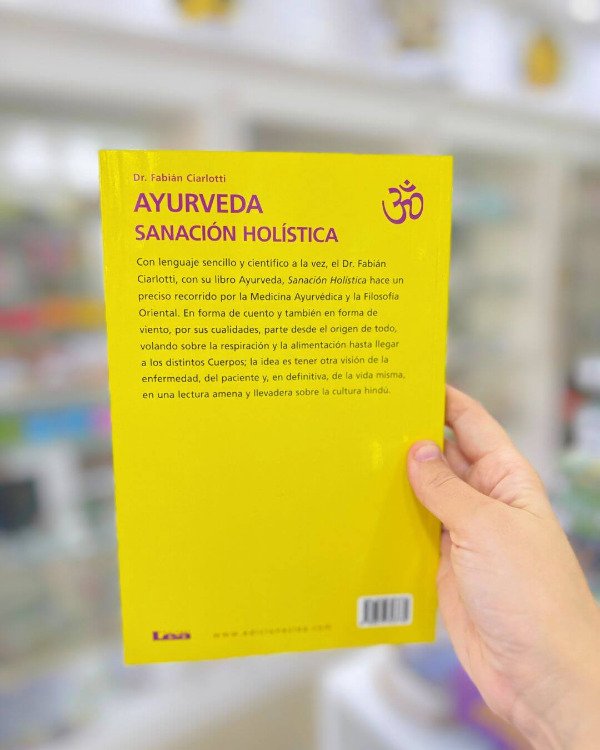 Dr. Fabián Ciarlotti
AYURVEDA
SANACIÓN HOLÍSTICA
ॐ
Con lenguaje sencillo y científico a la vez, el Dr. Fabián
Ciarlotti, con su libro Ayurveda, Sanación Holística hace un
preciso recorrido por la Medicina Ayurvédica y la Filosofía
Oriental. En forma de cuento y también en forma de
viento, por sus cualidades, parte desde el origen de todo,
volando sobre la respiración y la alimentación hasta llegar
a los distintos Cuerpos; la idea es tener otra visión de la
enfermedad, del paciente y, en definitiva, de la vida misma,
en una lectura amena y llevadera sobre la cultura hindú.
Lea
www.edicioneslea.com